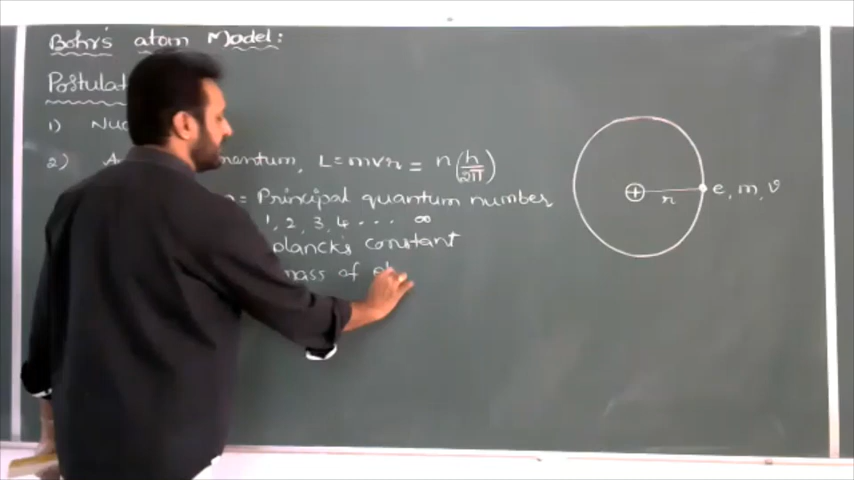 Bohr's atom Model:
Postulat
1) Nu
2) A mentum, L = mvr = n(h/2π)
n = Principal quantum number
1, 2, 3, 4 ... ∞
planck's constant
mass of el
r e, m, v